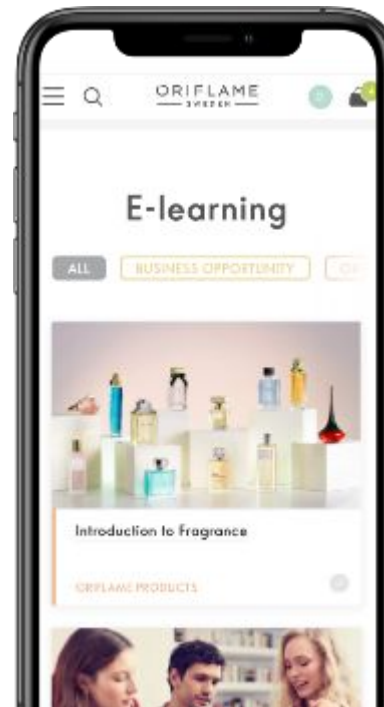 ORIFLAME
SWEDEN
E-learning
ALL
BUSINESS OPPORTUNITY
Introduction to Fragrance
ORIFLAME PRODUCTS